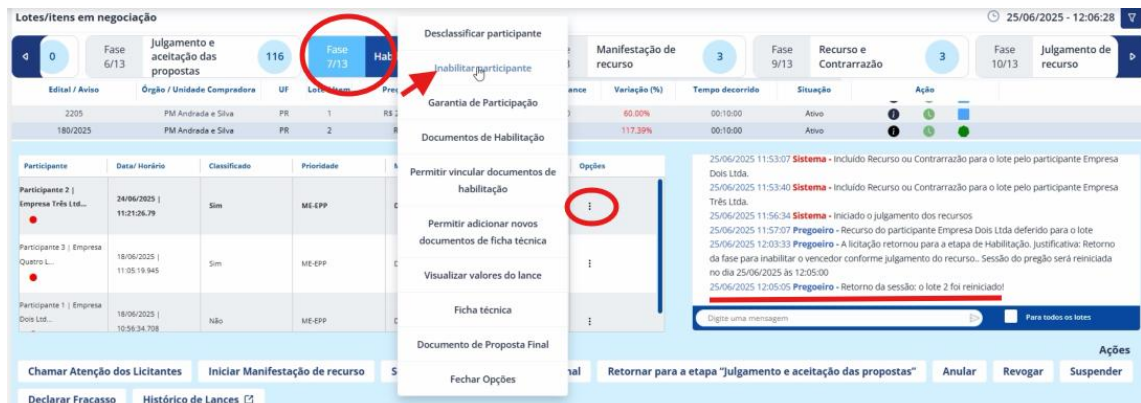 Lotes/itens em negociação
25/06/2025 - 12:06:28
0
Fase 6/13
Julgamento e aceitação das propostas
116
Fase 7/13
Hab
Manifestação de recurso
3
Fase 9/13
Recurso e Contrarrazão
3
Fase 10/13
Julgamento de recurso
Edital / Aviso Órgão / Unidade Compradora UF Lote / Item Variação (%) Tempo decorrido Situação Ação
2205 PM Andrada e Silva PR 1 R$ 2 60.00% 00:10:00 Ativo
180/2025 PM Andrada e Silva PR 2 R 117.39% 00:10:00 Ativo
Participante Data/ Horário Classificado Prioridade Opções
Participante 2 |
Empresa Três Ltd...
24/06/2025 |
11:21:26.79
Sim
ME-EPP
Participante 3 | Empresa
Quatro L...
18/06/2025 |
11:05:19.945
Sim
ME-EPP
Participante 1 | Empresa
Dois Ltd...
18/06/2025 |
10:56:34.708
Não
ME-EPP
Desclassificar participante
Inabilitar participante
Garantia de Participação
Documentos de Habilitação
Permitir vincular documentos de
habilitação
Permitir adicionar novos
documentos de ficha técnica
Visualizar valores do lance
Ficha técnica
Documento de Proposta Final
Fechar Opções
25/06/2025 11:53:07 Sistema - Incluído Recurso ou Contrarrazão para o lote pelo participante Empresa
Dois Ltda.
25/06/2025 11:53:40 Sistema - Incluído Recurso ou Contrarrazão para o lote pelo participante Empresa
Três Ltda.
25/06/2025 11:56:34 Sistema - Iniciado o julgamento dos recursos
25/06/2025 11:57:07 Pregoeiro - Recurso do participante Empresa Dois Ltda deferido para o lote
25/06/2025 12:03:33 Pregoeiro - A licitação retornou para a etapa de Habilitação. Justificativa: Retorno
da fase para inabilitar o vencedor conforme julgamento do recurso.. Sessão do pregão será reiniciada
no dia 25/06/2025 às 12:05:00
25/06/2025 12:05:05 Pregoeiro - Retorno da sessão: o lote 2 foi reiniciado!
Digite uma mensagem
Para todos os lotes
Ações
Chamar Atenção dos Licitantes Iniciar Manifestação de recurso Retornar para a etapa "Julgamento e aceitação das propostas" Anular Revogar Suspender
Declarar Fracasso Histórico de Lances